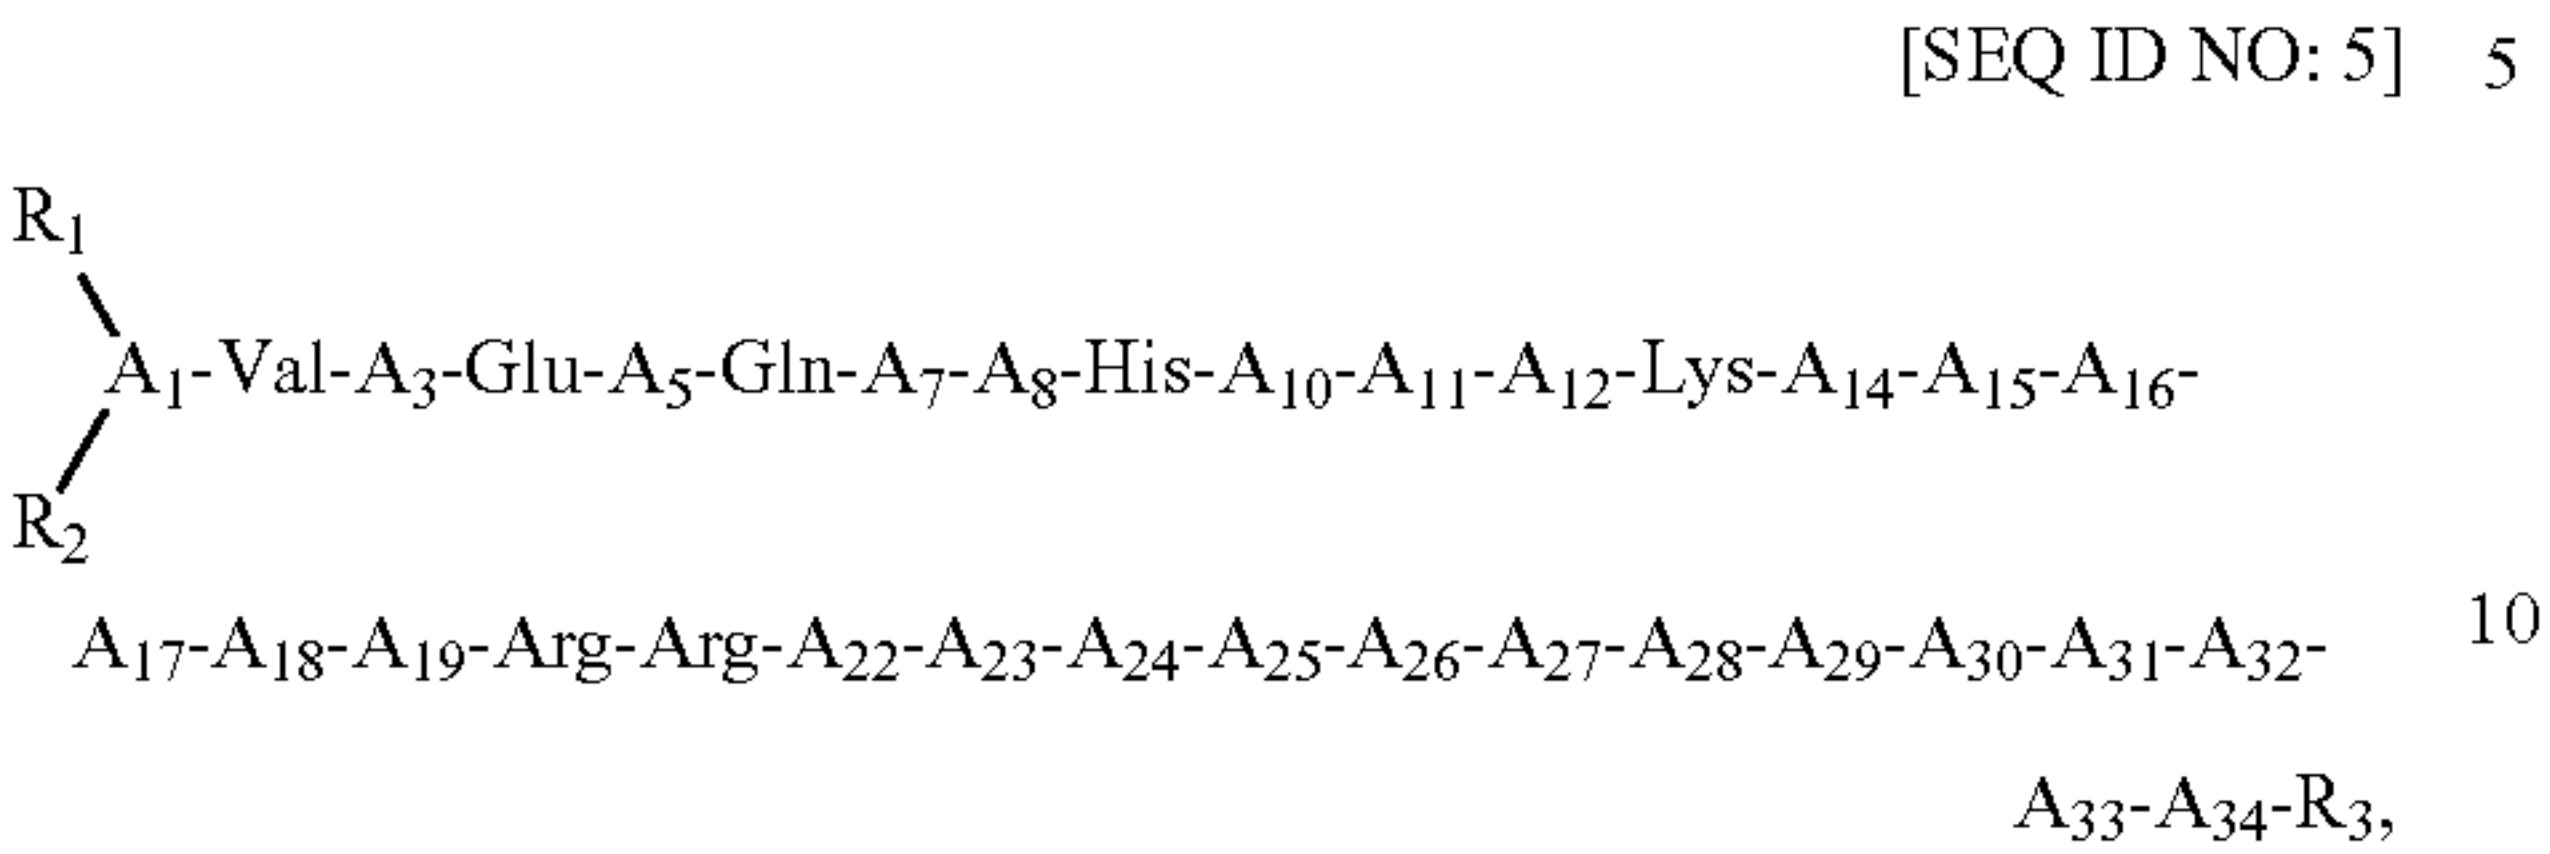 [SEQ ID NO: 5] 5
R₁
A₁-Val-A₃-Glu-A₅-Gln-A₇-A₈-His-A₁₀-A₁₁-A₁₂-Lys-A₁₄-A₁₅-A₁₆-
R₂
A₁₇-A₁₈-A₁₉-Arg-Arg-A₂₂-A₂₃-A₂₄-A₂₅-A₂₆-A₂₇-A₂₈-A₂₉-A₃₀-A₃₁-A₃₂- 10
A₃₃-A₃₄-R₃,